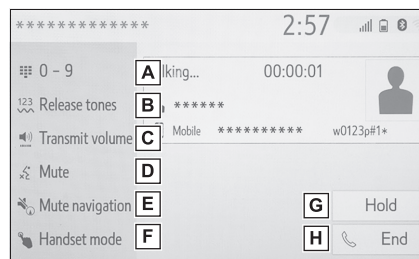 ************* 2:57
0 – 9 A lking... 00:00:01
123 Release tones B ******
Transmit volume C Mobile ********** w0123p#1*
Mute D
Mute navigation E G Hold
Handset mode F H End